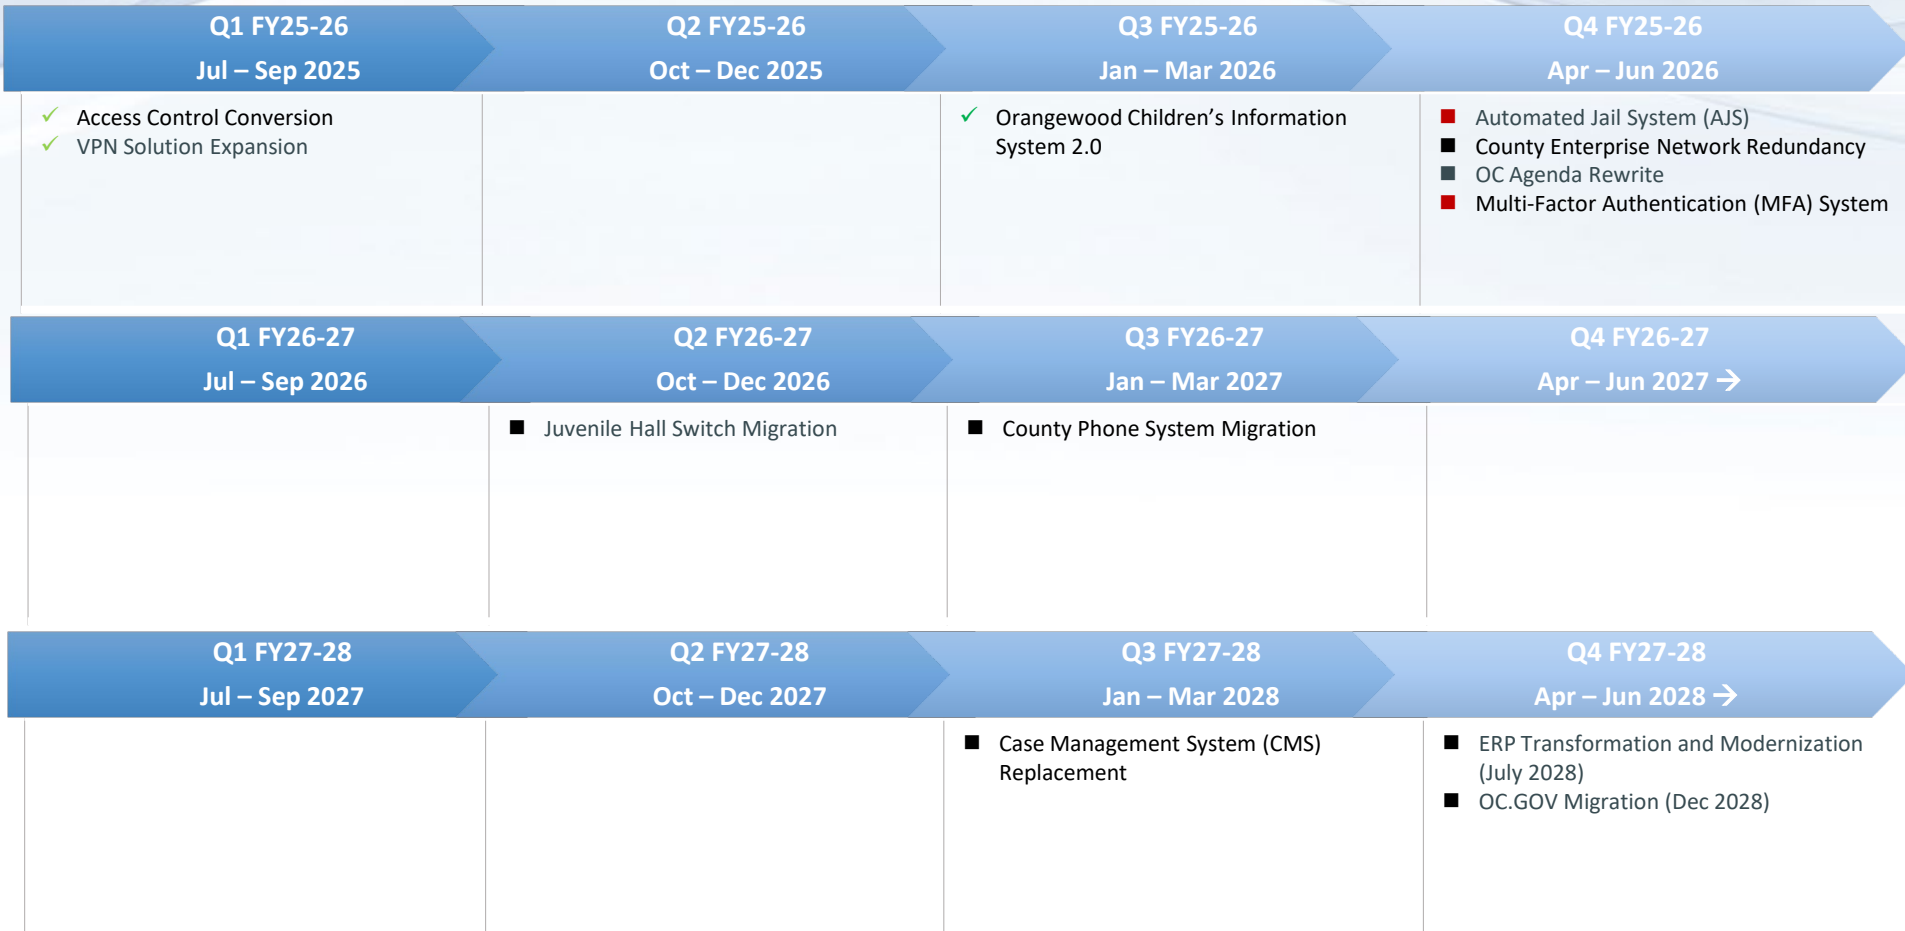 Q1 FY25-26
Jul – Sep 2025
Q2 FY25-26
Oct – Dec 2025
Q3 FY25-26
Jan – Mar 2026
Q4 FY25-26
Apr – Jun 2026
✓ Access Control Conversion
✓ VPN Solution Expansion
✓ Orangewood Children’s Information
System 2.0
■ Automated Jail System (AJS)
■ County Enterprise Network Redundancy
■ OC Agenda Rewrite
■ Multi-Factor Authentication (MFA) System
Q1 FY26-27
Jul – Sep 2026
Q2 FY26-27
Oct – Dec 2026
Q3 FY26-27
Jan – Mar 2027
Q4 FY26-27
Apr – Jun 2027 →
■ Juvenile Hall Switch Migration
■ County Phone System Migration
Q1 FY27-28
Jul – Sep 2027
Q2 FY27-28
Oct – Dec 2027
Q3 FY27-28
Jan – Mar 2028
Q4 FY27-28
Apr – Jun 2028 →
■ Case Management System (CMS)
Replacement
■ ERP Transformation and Modernization
(July 2028)
■ OC.GOV Migration (Dec 2028)